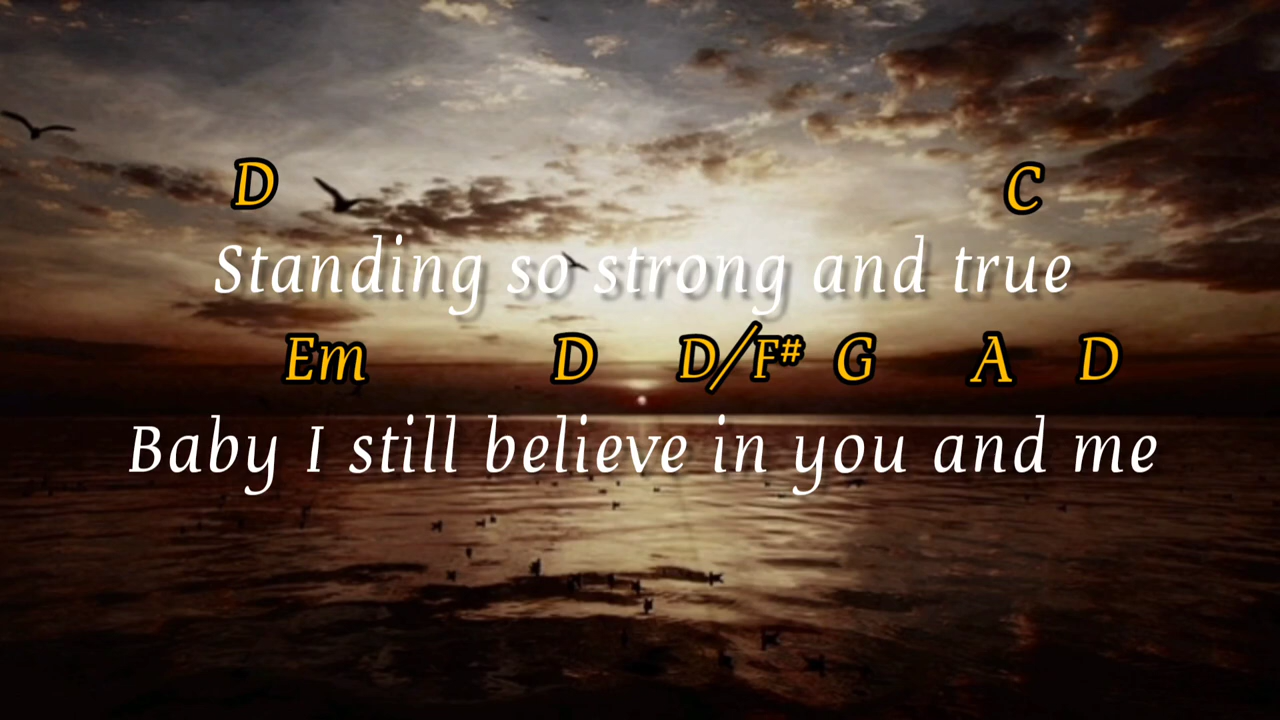 D C
Standing so strong and true
Em D D/F# G A D
Baby I still believe in you and me